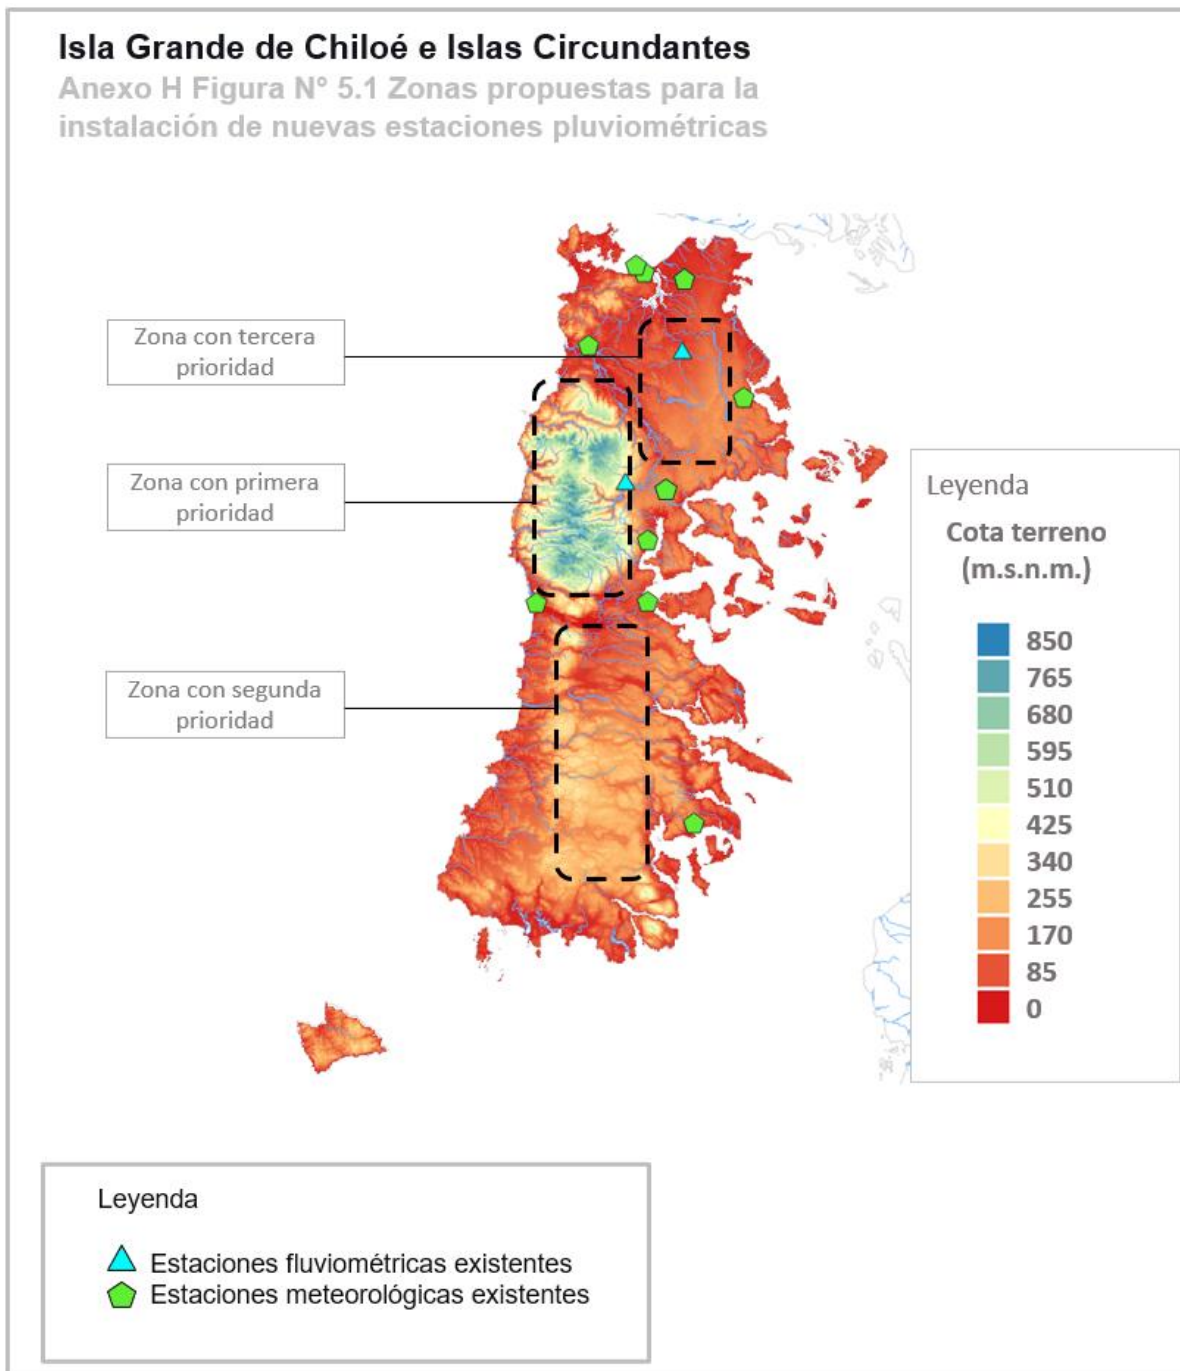 Isla Grande de Chiloé e Islas Circundantes
Anexo H Figura N° 5.1 Zonas propuestas para la
instalación de nuevas estaciones pluviométricas
Zona con tercera
prioridad
Zona con primera
prioridad
Zona con segunda
prioridad
Leyenda
Cota terreno
(m.s.n.m.)
850
765
680
595
510
425
340
255
170
85
0
Leyenda
Estaciones fluviométricas existentes
Estaciones meteorológicas existentes